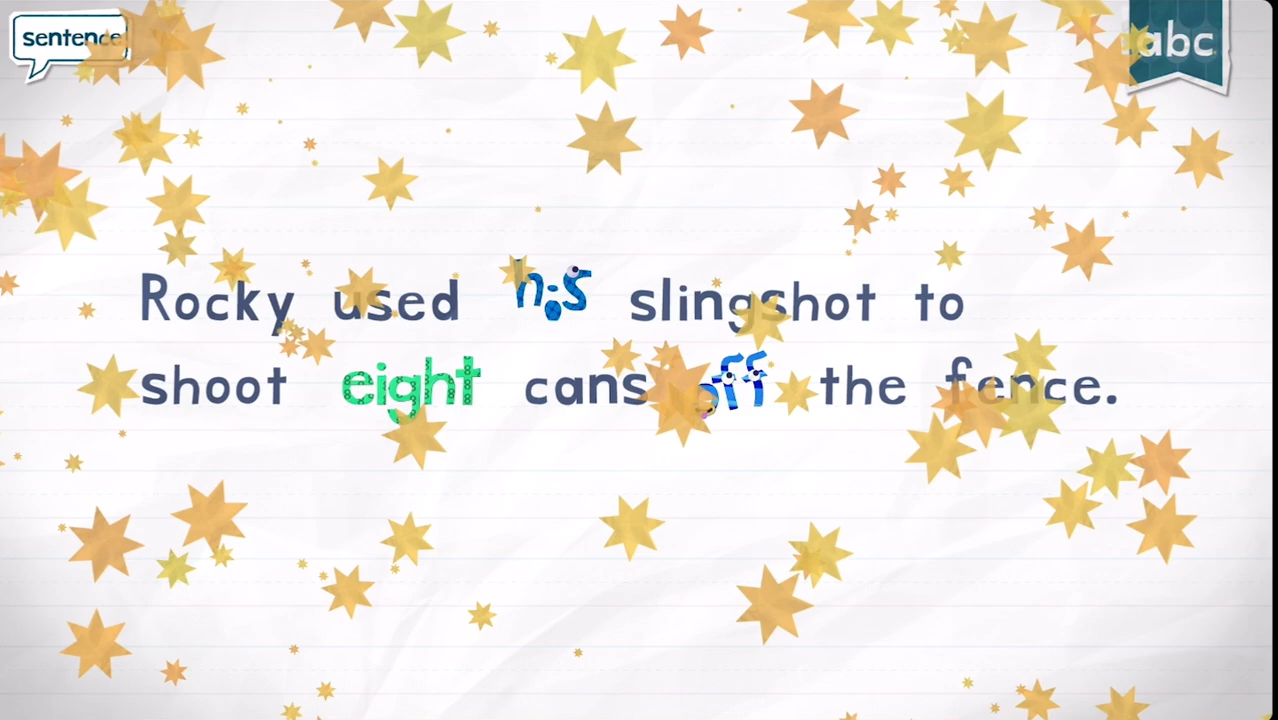 sentence
abc
Rocky used his slingshot to
shoot eight cans off the fence.